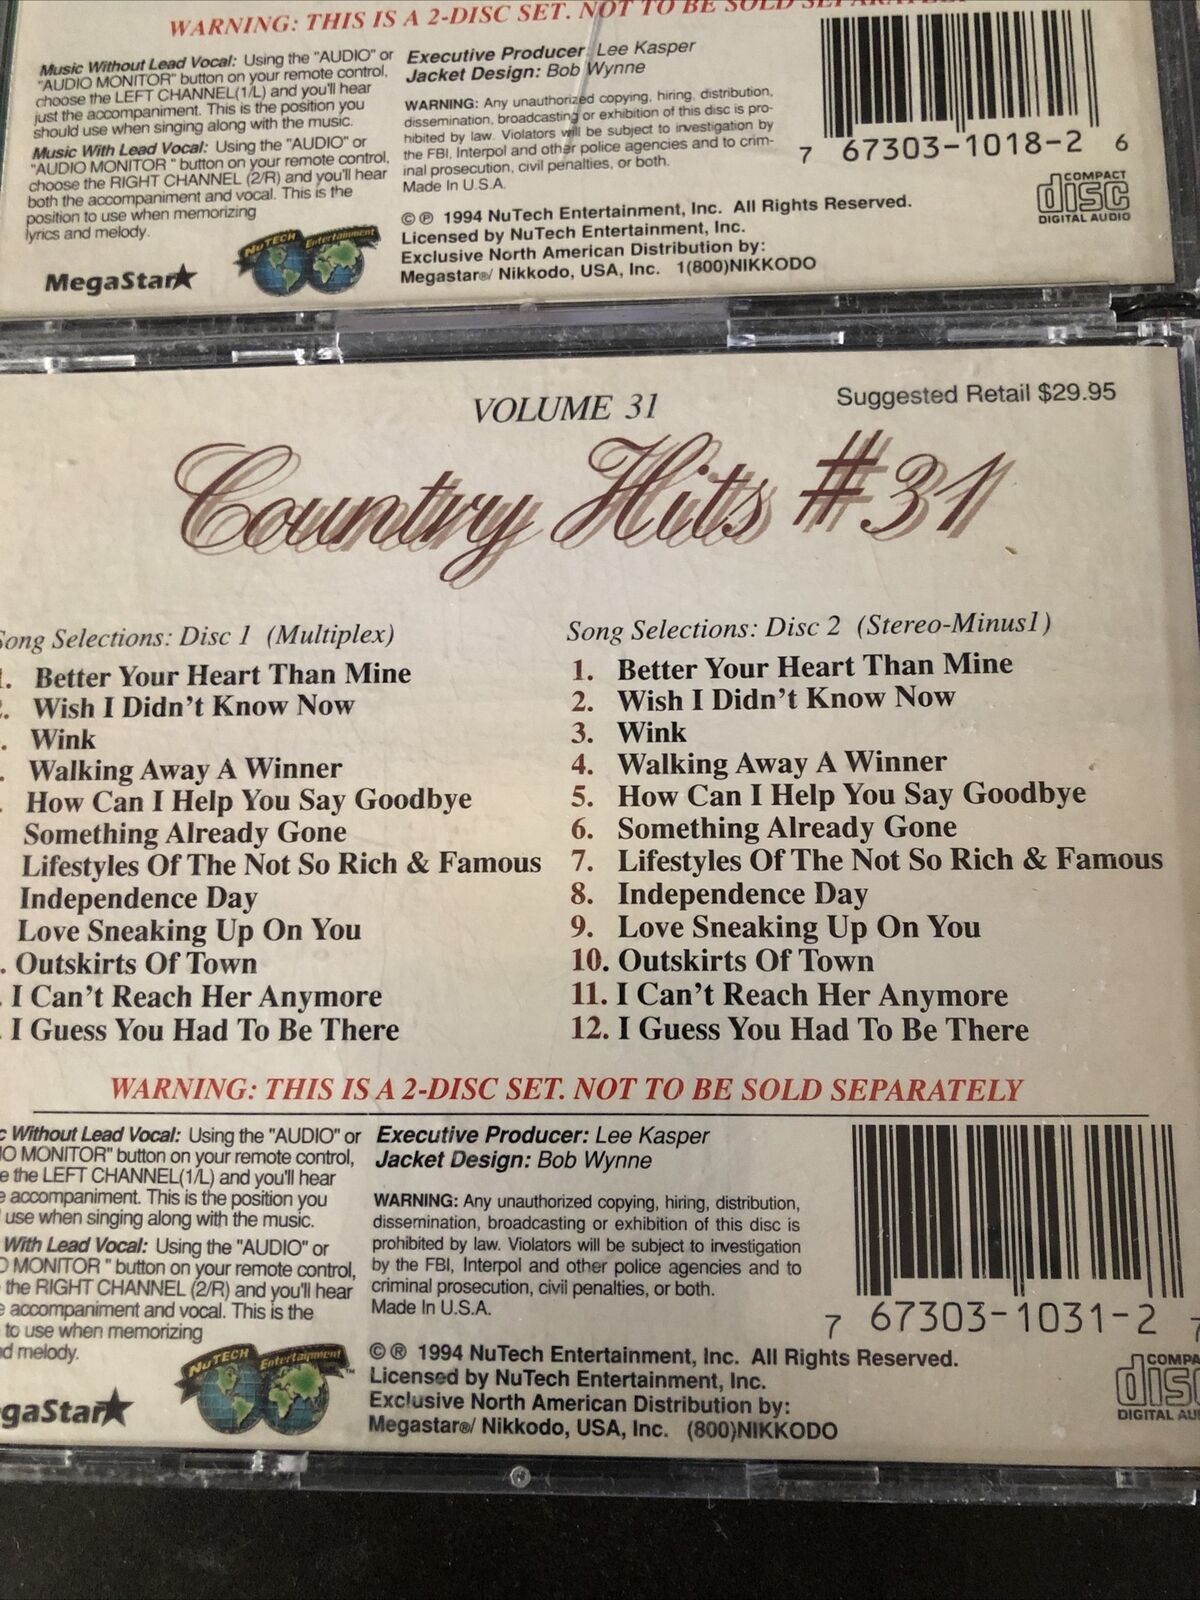 WARNING: THIS IS A 2-DISC SET. NOT TO BE SOLD SEPARATELY
Music Without Lead Vocal: Using the "AUDIO" or
"AUDIO MONITOR" button on your remote control,
choose the LEFT CHANNEL(1/L) and you'll hear
just the accompaniment. This is the position you
should use when singing along with the music.
Music With Lead Vocal: Using the "AUDIO" or
"AUDIO MONITOR " button on your remote control,
choose the RIGHT CHANNEL (2/R) and you'll hear
both the accompaniment and vocal. This is the
position to use when memorizing
lyrics and melody.
MegaStar
NuTECH Entertainment
Executive Producer: Lee Kasper
Jacket Design: Bob Wynne
WARNING: Any unauthorized copying, hiring, distribution,
dissemination, broadcasting or exhibition of this disc is pro-
hibited by law. Violators will be subject to investigation by
the FBI, Interpol and other police agencies and to crim-
inal prosecution, civil penalties, or both.
Made In U.S.A.
© ℗ 1994 NuTech Entertainment, Inc. All Rights Reserved.
Licensed by NuTech Entertainment, Inc.
Exclusive North American Distribution by:
Megastar®/ Nikkodo, USA, Inc. 1(800)NIKKODO
7 67303-1018-2 6
COMPACT
disc
DIGITAL AUDIO
VOLUME 31
Suggested Retail $29.95
Country Hits #31
Song Selections: Disc 1 (Multiplex)
1. Better Your Heart Than Mine
. Wish I Didn't Know Now
. Wink
. Walking Away A Winner
. How Can I Help You Say Goodbye
Something Already Gone
Lifestyles Of The Not So Rich & Famous
Independence Day
Love Sneaking Up On You
. Outskirts Of Town
. I Can't Reach Her Anymore
. I Guess You Had To Be There
Song Selections: Disc 2 (Stereo-Minus1)
1. Better Your Heart Than Mine
2. Wish I Didn't Know Now
3. Wink
4. Walking Away A Winner
5. How Can I Help You Say Goodbye
6. Something Already Gone
7. Lifestyles Of The Not So Rich & Famous
8. Independence Day
9. Love Sneaking Up On You
10. Outskirts Of Town
11. I Can't Reach Her Anymore
12. I Guess You Had To Be There
WARNING: THIS IS A 2-DISC SET. NOT TO BE SOLD SEPARATELY
c Without Lead Vocal: Using the "AUDIO" or
IO MONITOR" button on your remote control,
e the LEFT CHANNEL(1/L) and you'll hear
e accompaniment. This is the position you
use when singing along with the music.
With Lead Vocal: Using the "AUDIO" or
O MONITOR " button on your remote control,
the RIGHT CHANNEL (2/R) and you'll hear
e accompaniment and vocal. This is the
to use when memorizing
nd melody.
gaStar
NuTECH Entertainment ™
Executive Producer: Lee Kasper
Jacket Design: Bob Wynne
WARNING: Any unauthorized copying, hiring, distribution,
dissemination, broadcasting or exhibition of this disc is
prohibited by law. Violators will be subject to investigation
by the FBI, Interpol and other police agencies and to
criminal prosecution, civil penalties, or both.
Made In U.S.A.
© ® 1994 NuTech Entertainment, Inc. All Rights Reserved.
Licensed by NuTech Entertainment, Inc.
Exclusive North American Distribution by:
Megastar®/ Nikkodo, USA, Inc. (800)NIKKODO
7 67303-1031-2 7
COMPA
disc
DIGITAL AU